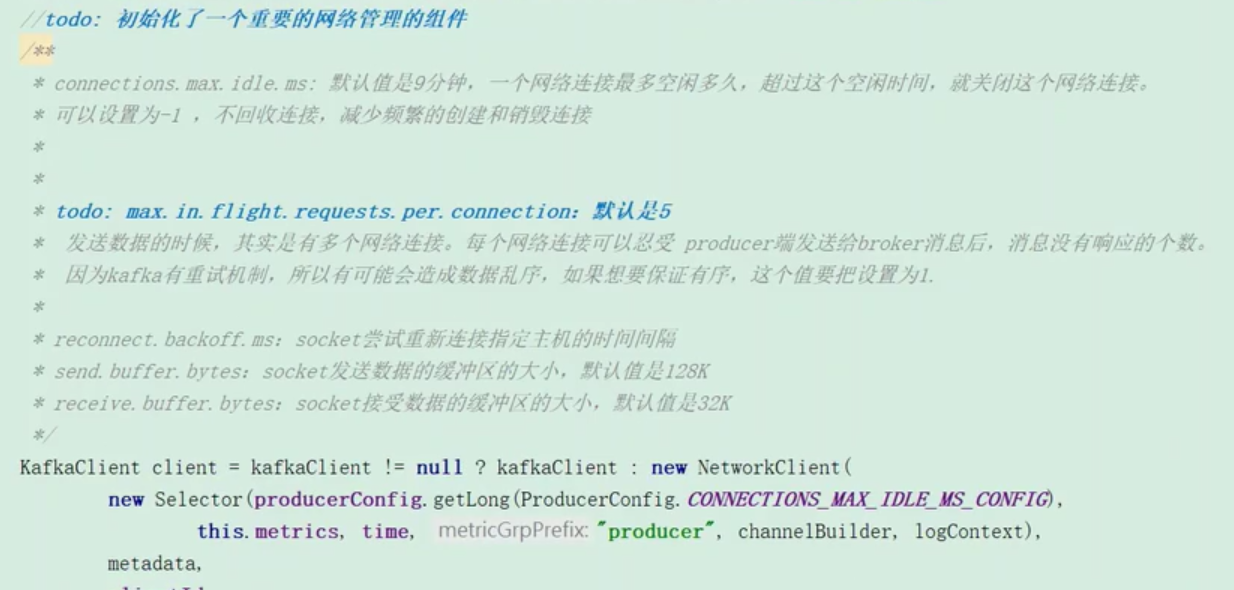 //todo: 初始化了一个重要的网络管理的组件
/**
* connections.max.idle.ms: 默认值是9分钟，一个网络连接最多空闲多久，超过这个空闲时间，就关闭这个网络连接。
* 可以设置为-1 ，不回收连接，减少频繁的创建和销毁连接
*
*
* todo: max.in.flight.requests.per.connection：默认是5
* 发送数据的时候，其实是有多个网络连接。每个网络连接可以忍受 producer端发送给broker消息后，消息没有响应的个数。
* 因为kafka有重试机制，所以有可能会造成数据乱序，如果想要保证有序，这个值要把设置为1.
*
* reconnect.backoff.ms：socket尝试重新连接指定主机的时间间隔
* send.buffer.bytes：socket发送数据的缓冲区的大小，默认值是128K
* receive.buffer.bytes：socket接受数据的缓冲区的大小，默认值是32K
*/
KafkaClient client = kafkaClient != null ? kafkaClient : new NetworkClient(
new Selector(producerConfig.getLong(ProducerConfig.CONNECTIONS_MAX_IDLE_MS_CONFIG),
this.metrics, time, metricGrpPrefix: "producer", channelBuilder, logContext),
metadata,